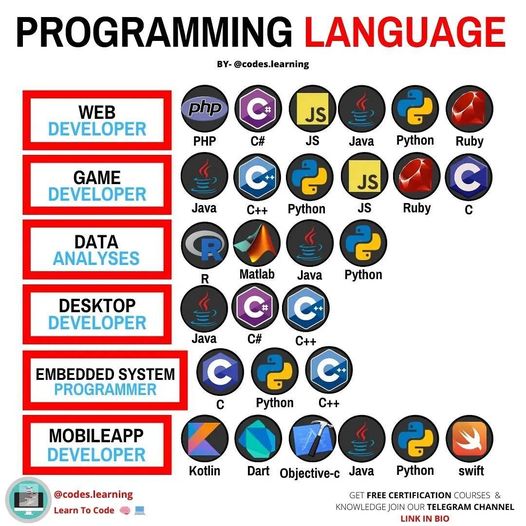 PROGRAMMING LANGUAGE
BY- @codes.learning
WEB
DEVELOPER
php
C#
JS
PHP C# JS Java Python Ruby
GAME
DEVELOPER
C++
JS
C
Java C++ Python JS Ruby C
DATA
ANALYSES
R
R Matlab Java Python
DESKTOP
DEVELOPER
C#
C++
Java C# C++
EMBEDDED SYSTEM
PROGRAMMER
C
C++
C Python C++
MOBILEAPP
DEVELOPER
Kotlin Dart Objective-c Java Python swift
@codes.learning
Learn To Code
GET FREE CERTIFICATION COURSES &
KNOWLEDGE JOIN OUR TELEGRAM CHANNEL
LINK IN BIO